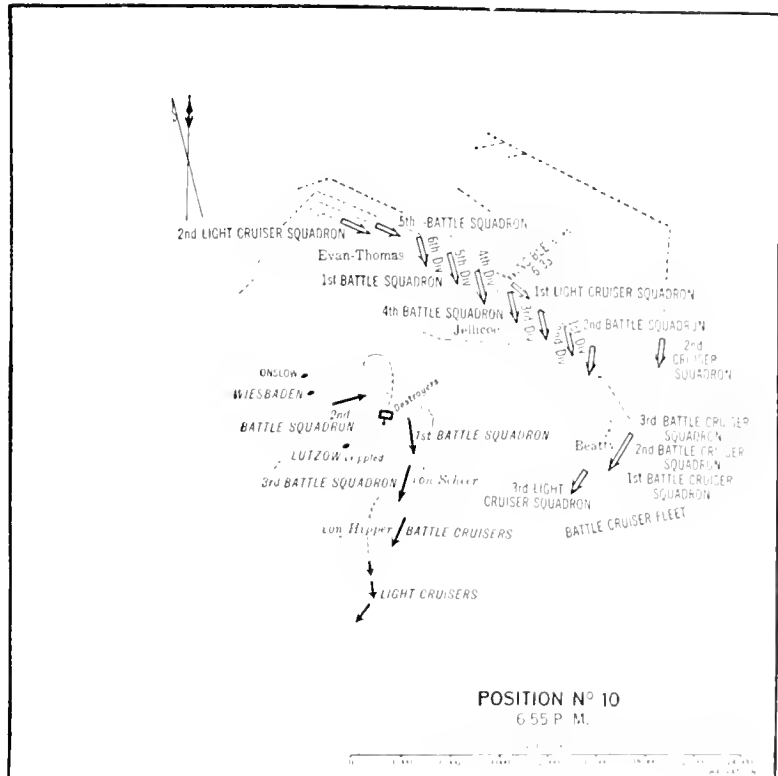 2nd LIGHT CRUISER SQUADRON
5th -BATTLE SQUADRON
Evan-Thomas
6th Div
5th Div
4th Div
6.55
1st BATTLE SQUADRON
1st LIGHT CRUISER SQUADRON
4th BATTLE SQUADRON
3rd Div
2nd BATTLE SQUADRON
Jellicoe
2nd
CRUISER
SQUADRON
ONSLOW
WIESBADEN
2nd
BATTLE SQUADRON
Destroyers
1st BATTLE SQUADRON
LUTZOW crippled
3rd BATTLE SQUADRON
von Scheer
Beatty
3rd BATTLE CRUISER
SQUADRON
2nd BATTLE CRUISER
SQUADRON
1st BATTLE CRUISER
SQUADRON
3rd LIGHT
CRUISER SQUADRON
BATTLE CRUISER FLEET
von Hipper
BATTLE CRUISERS
LIGHT CRUISERS
POSITION Nº 10
6.55 P. M.